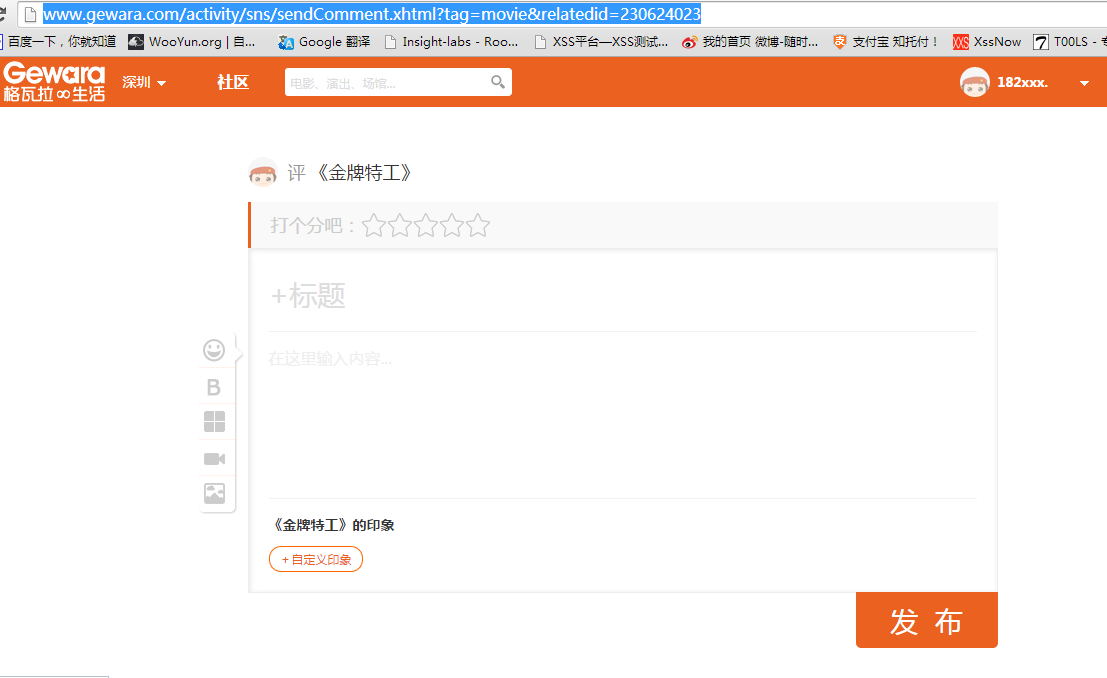 www.gewara.com/activity/sns/sendComment.xhtml?tag=movie&relatedid=230624023
百度一下，你就知道 WooYun.org | 自... Google 翻译 Insight-labs - Roo... XSS平台—XSS测试... 我的首页 微博-随时... 支付宝 知托付！ XSS XssNow 7 T00LS -
Gewara
格瓦拉∞生活
深圳 社区 电影、演出、场馆... 182xxx.
评 《金牌特工》
打个分吧：
+标题
在这里输入内容...
B
《金牌特工》的印象
+ 自定义印象
发 布